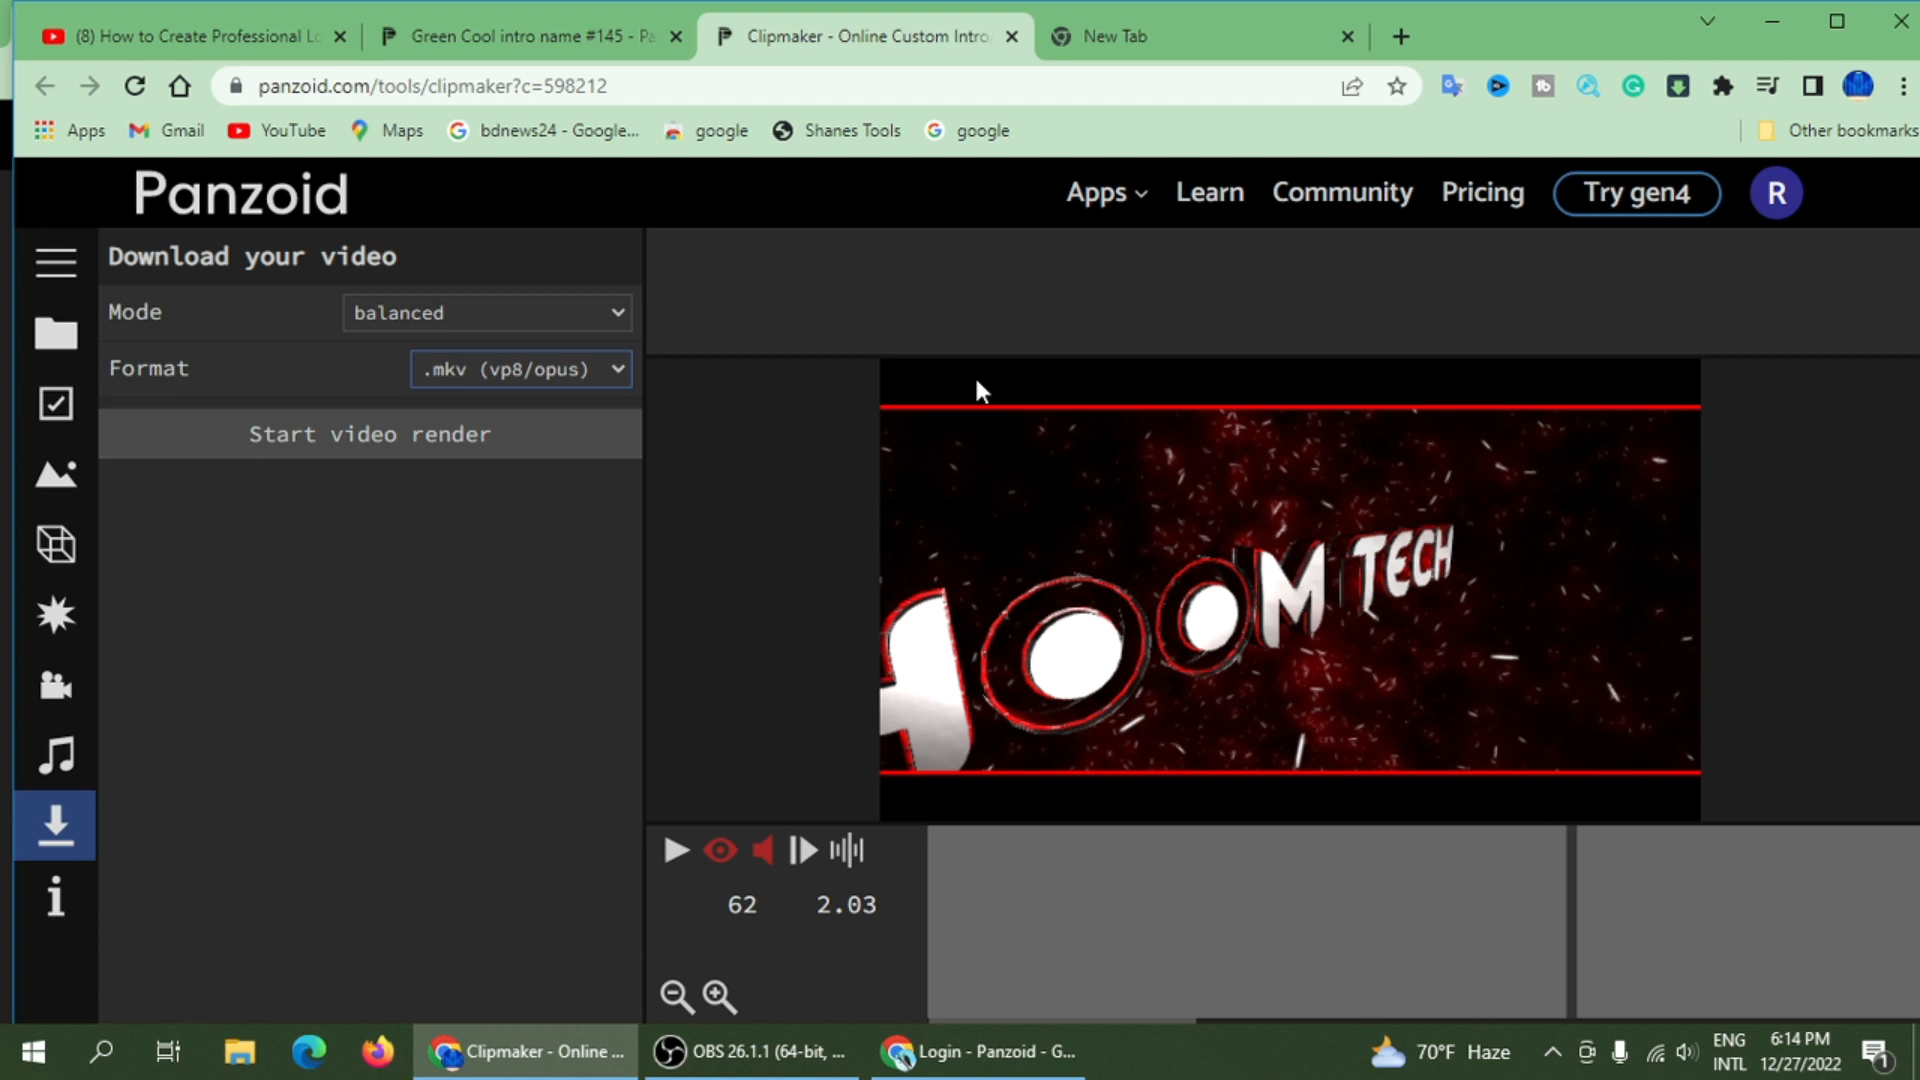 (8) How to Create Professional Lo
Green Cool intro name #145 - Pa
Clipmaker - Online Custom Intro
New Tab
panzoid.com/tools/clipmaker?c=598212
Apps
Gmail
YouTube
Maps
bdnews24 - Google...
google
Shanes Tools
google
Other bookmarks
Panzoid
Apps
Learn
Community
Pricing
Try gen4
R
Download your video
Mode
balanced
Format
.mkv (vp8/opus)
Start video render
OOM TECH
62
2.03
Clipmaker - Online ...
OBS 26.1.1 (64-bit, ...
Login - Panzoid - G...
70°F Haze
ENG
INTL
6:14 PM
12/27/2022
1